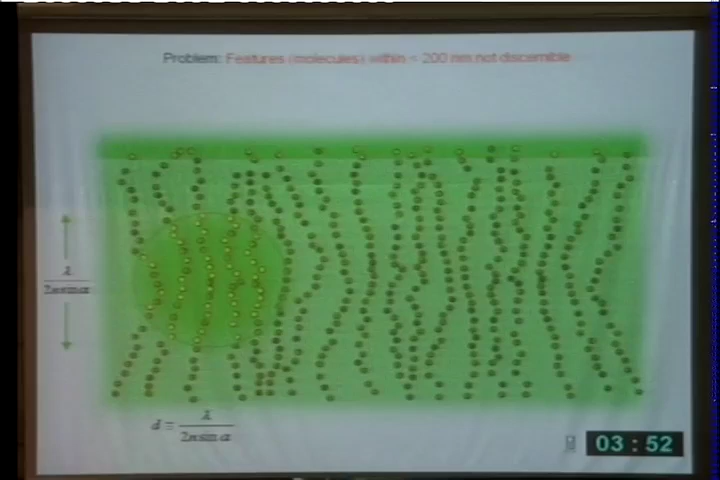 Problem: Features (molecules) within < 200 nm not discernible
λ
2n sin α
d = λ
2n sin α
03:52